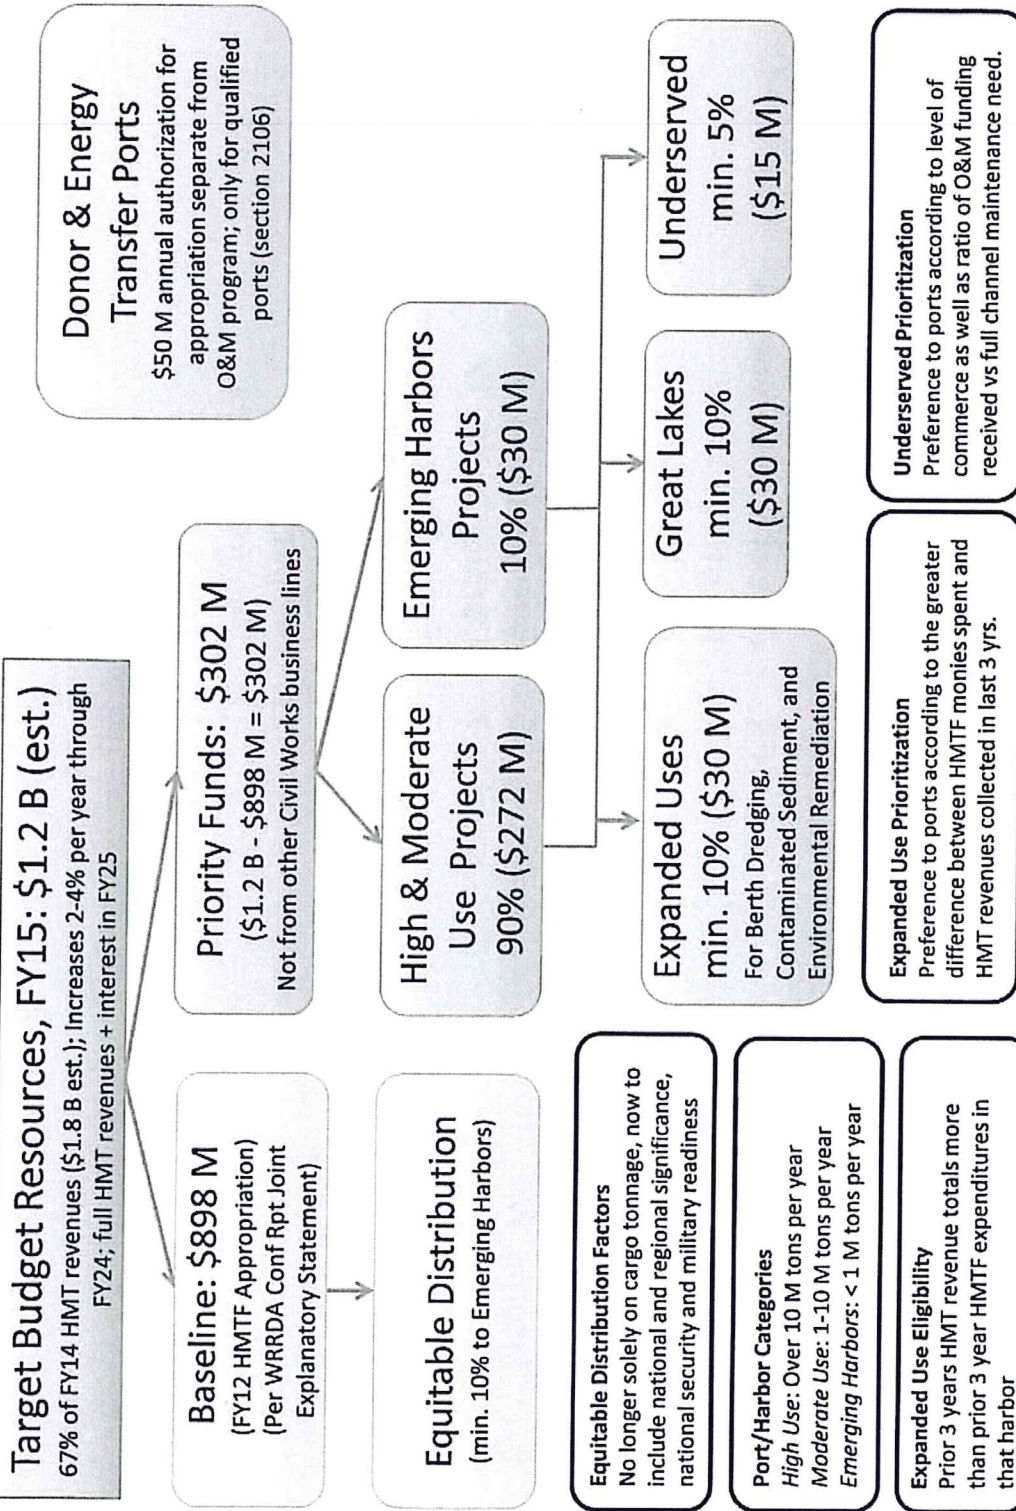 Target Budget Resources, FY15: $1.2 B (est.)
67% of FY14 HMT revenues ($1.8 B est.); Increases 2-4% per year through
FY24; full HMT revenues + interest in FY25
Donor & Energy
Transfer Ports
$50 M annual authorization for
appropriation separate from
O&M program; only for qualified
ports (section 2106)
Baseline: $898 M
(FY12 HMTF Appropriation)
(Per WRDA Conf Rpt Joint
Explanatory Statement)
Priority Funds: $302 M
($1.2 B - $898 M = $302 M)
Not from other Civil Works business lines
Equitable Distribution
(min. 10% to Emerging Harbors)
High & Moderate
Use Projects
90% ($272 M)
Emerging Harbors
Projects
10% ($30 M)
Expanded Uses
min. 10% ($30 M)
For Berth Dredging,
Contaminated Sediment, and
Environmental Remediation
Great Lakes
min. 10%
($30 M)
Underserved
min. 5%
($15 M)
Equitable Distribution Factors
No longer solely on cargo tonnage, now to
include national and regional significance,
national security and military readiness
Port/Harbor Categories
High Use: Over 10 M tons per year
Moderate Use: 1-10 M tons per year
Emerging Harbors: < 1 M tons per year
Expanded Use Eligibility
Prior 3 years HMT revenue totals more
than prior 3 year HMTF expenditures in
that harbor
Expanded Use Prioritization
Preference to ports according to the greater
difference between HMTF monies spent and
HMT revenues collected in last 3 yrs.
Underserved Prioritization
Preference to ports according to level of
commerce as well as ratio of O&M funding
received vs full channel maintenance need.